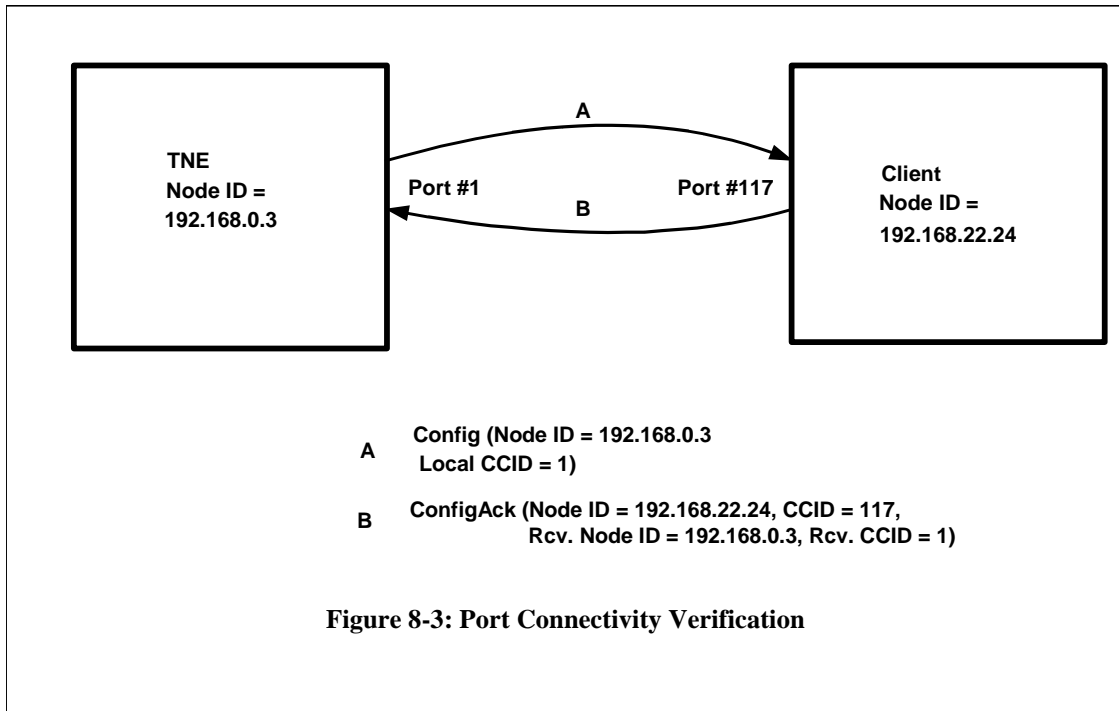 A
TNE
Node ID =
192.168.0.3
Port #1
Port #117
B
Client
Node ID =
192.168.22.24
A
Config (Node ID = 192.168.0.3
Local CCID = 1)
B
ConfigAck (Node ID = 192.168.22.24, CCID = 117,
Rcv. Node ID = 192.168.0.3, Rcv. CCID = 1)
Figure 8-3: Port Connectivity Verification